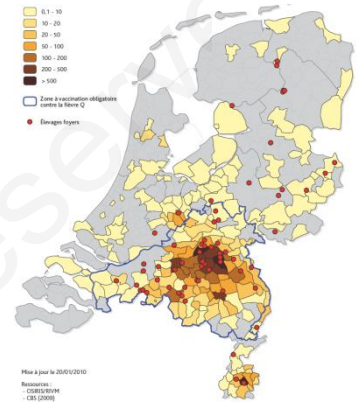 0,1 - 10
10 - 20
20 - 50
50 - 100
100 - 200
200 - 500
> 500
Zone à vaccination obligatoire
contre la fièvre Q
Élevages foyers
Mise à jour le 20/01/2010
Ressources :
- OSIRIS/RIVM
- CBS (2009)